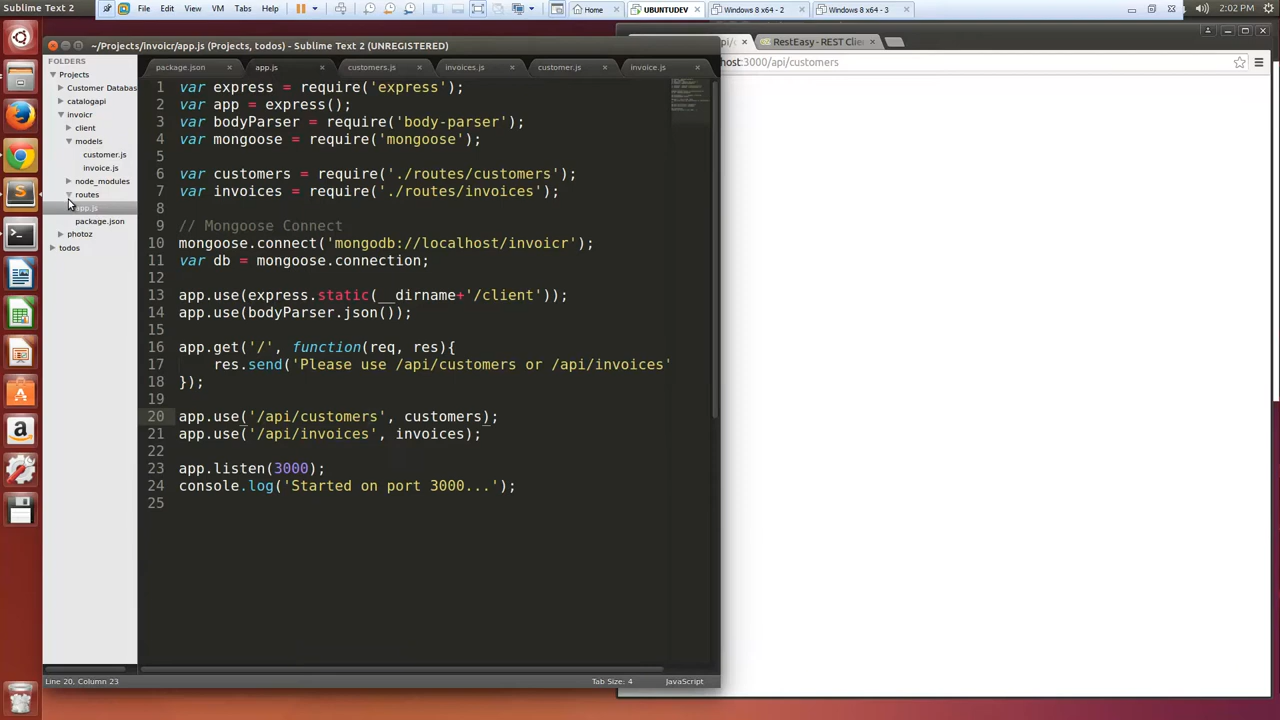 Sublime Text 2
File Edit View VM Tabs Help
Home
UBUNTUDEV
Windows 8 x64 - 2
Windows 8 x64 - 3
2:02 PM
~/Projects/invoicr/app.js (Projects, todos) - Sublime Text 2 (UNREGISTERED)
RestEasy - REST Clie
host:3000/api/customers
FOLDERS
Projects
Customer Databas
catalogapi
invoicr
client
models
customer.js
invoice.js
node_modules
routes
app.js
package.json
photoz
todos
package.json app.js customers.js invoices.js customer.js invoice.js
1 var express = require('express');
2 var app = express();
3 var bodyParser = require('body-parser');
4 var mongoose = require('mongoose');
5
6 var customers = require('./routes/customers');
7 var invoices = require('./routes/invoices');
8
9 // Mongoose Connect
10 mongoose.connect('mongodb://localhost/invoicr');
11 var db = mongoose.connection;
12
13 app.use(express.static(__dirname+'/client'));
14 app.use(bodyParser.json());
15
16 app.get('/', function(req, res){
17 res.send('Please use /api/customers or /api/invoices'
18 });
19
20 app.use('/api/customers', customers);
21 app.use('/api/invoices', invoices);
22
23 app.listen(3000);
24 console.log('Started on port 3000...');
25
Line 20, Column 23
Tab Size: 4
JavaScript